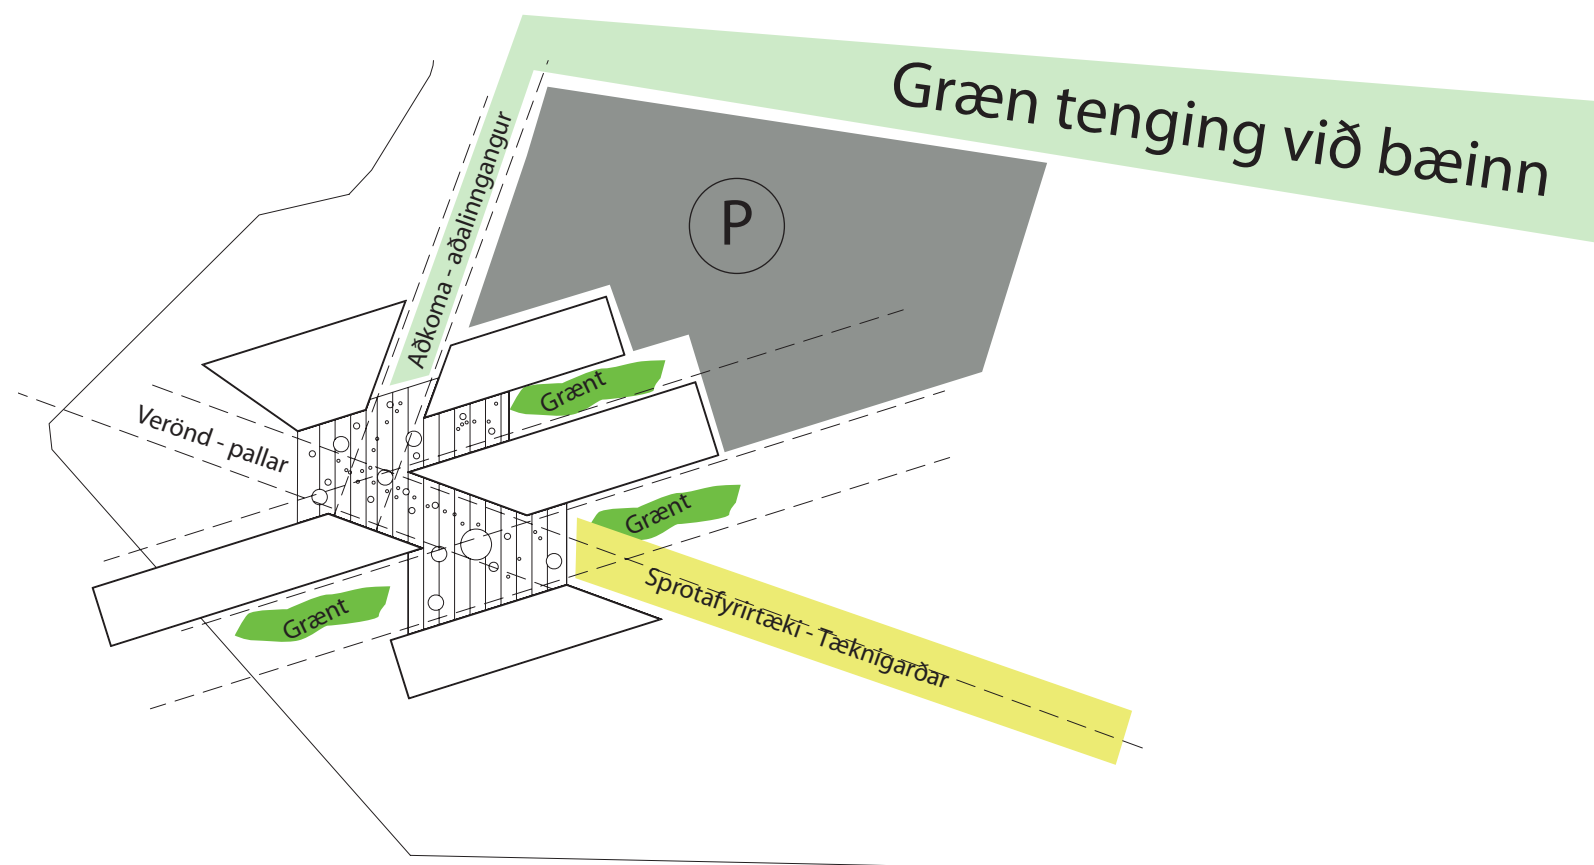 Græn tenging við bæinn
Aðkoma - aðalinngangur
P
Grænt
Verönd - pallar
Grænt
Sprotafyrirtæki - Tæknigarðar
Grænt